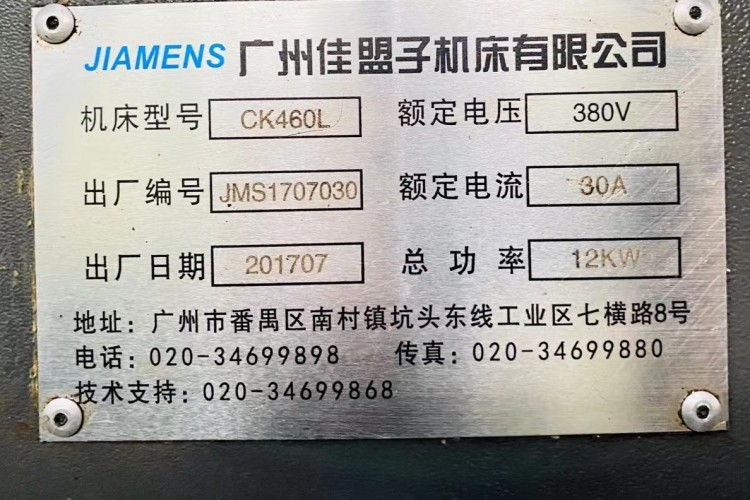 JIAMENS 广州佳盟子机床有限公司
机床型号 CK460L 额定电压 380V
出厂编号 JMS1707030 额定电流 30A
出厂日期 201707 总功率 12KW
地址：广州市番禺区南村镇坑头东线工业区七横路8号
电话：020-34699898 传真：020-34699880
技术支持：020-34699868